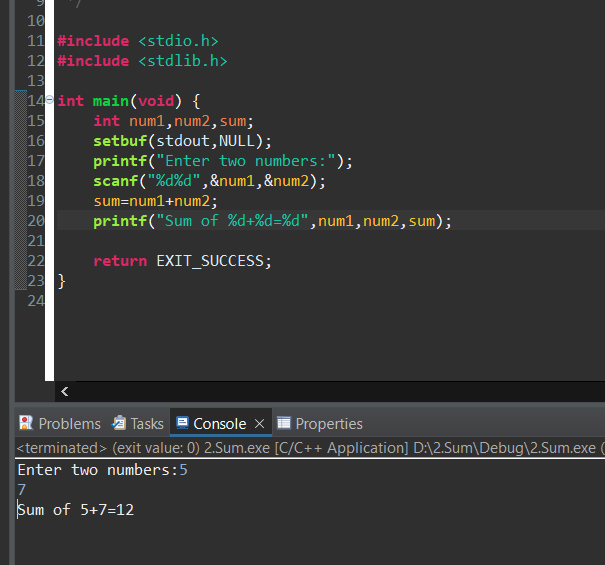 9 */
10
11 #include <stdio.h>
12 #include <stdlib.h>
13
14 int main(void) {
15     int num1,num2,sum;
16     setbuf(stdout,NULL);
17     printf("Enter two numbers:");
18     scanf("%d%d",&num1,&num2);
19     sum=num1+num2;
20     printf("Sum of %d+%d=%d",num1,num2,sum);
21
22     return EXIT_SUCCESS;
23 }
24
Problems Tasks Console Properties
<terminated> (exit value: 0) 2.Sum.exe [C/C++ Application] D:\2.Sum\Debug\2.Sum.exe (
Enter two numbers:5
7
Sum of 5+7=12